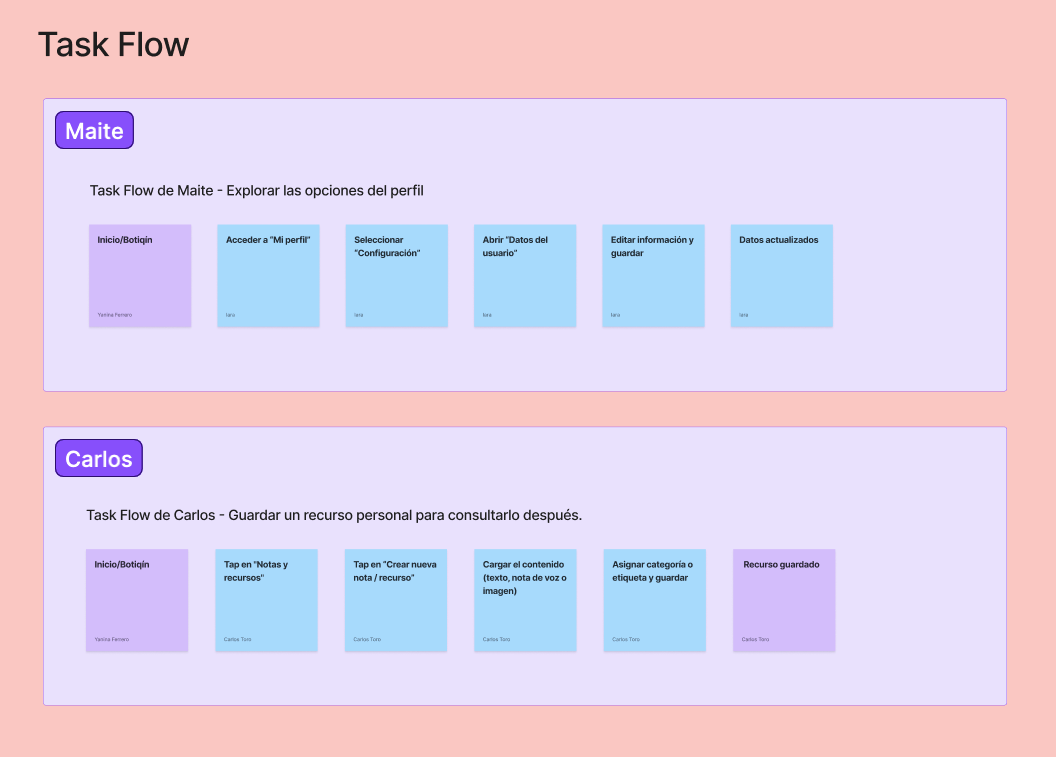 Task Flow
Maite
Task Flow de Maite - Explorar las opciones del perfil
Inicio/Botiqín
Yanina Ferrero
Acceder a "Mi perfil"
Iara
Seleccionar
"Configuración"
Iara
Abrir "Datos del
usuario"
Iara
Editar información y
guardar
Iara
Datos actualizados
Iara
Carlos
Task Flow de Carlos - Guardar un recurso personal para consultarlo después.
Inicio/Botiqín
Yanina Ferrero
Tap en "Notas y
recursos"
Carlos Toro
Tap en "Crear nueva
nota / recurso"
Carlos Toro
Cargar el contenido
(texto, nota de voz o
imagen)
Carlos Toro
Asignar categoría o
etiqueta y guardar
Carlos Toro
Recurso guardado
Carlos Toro